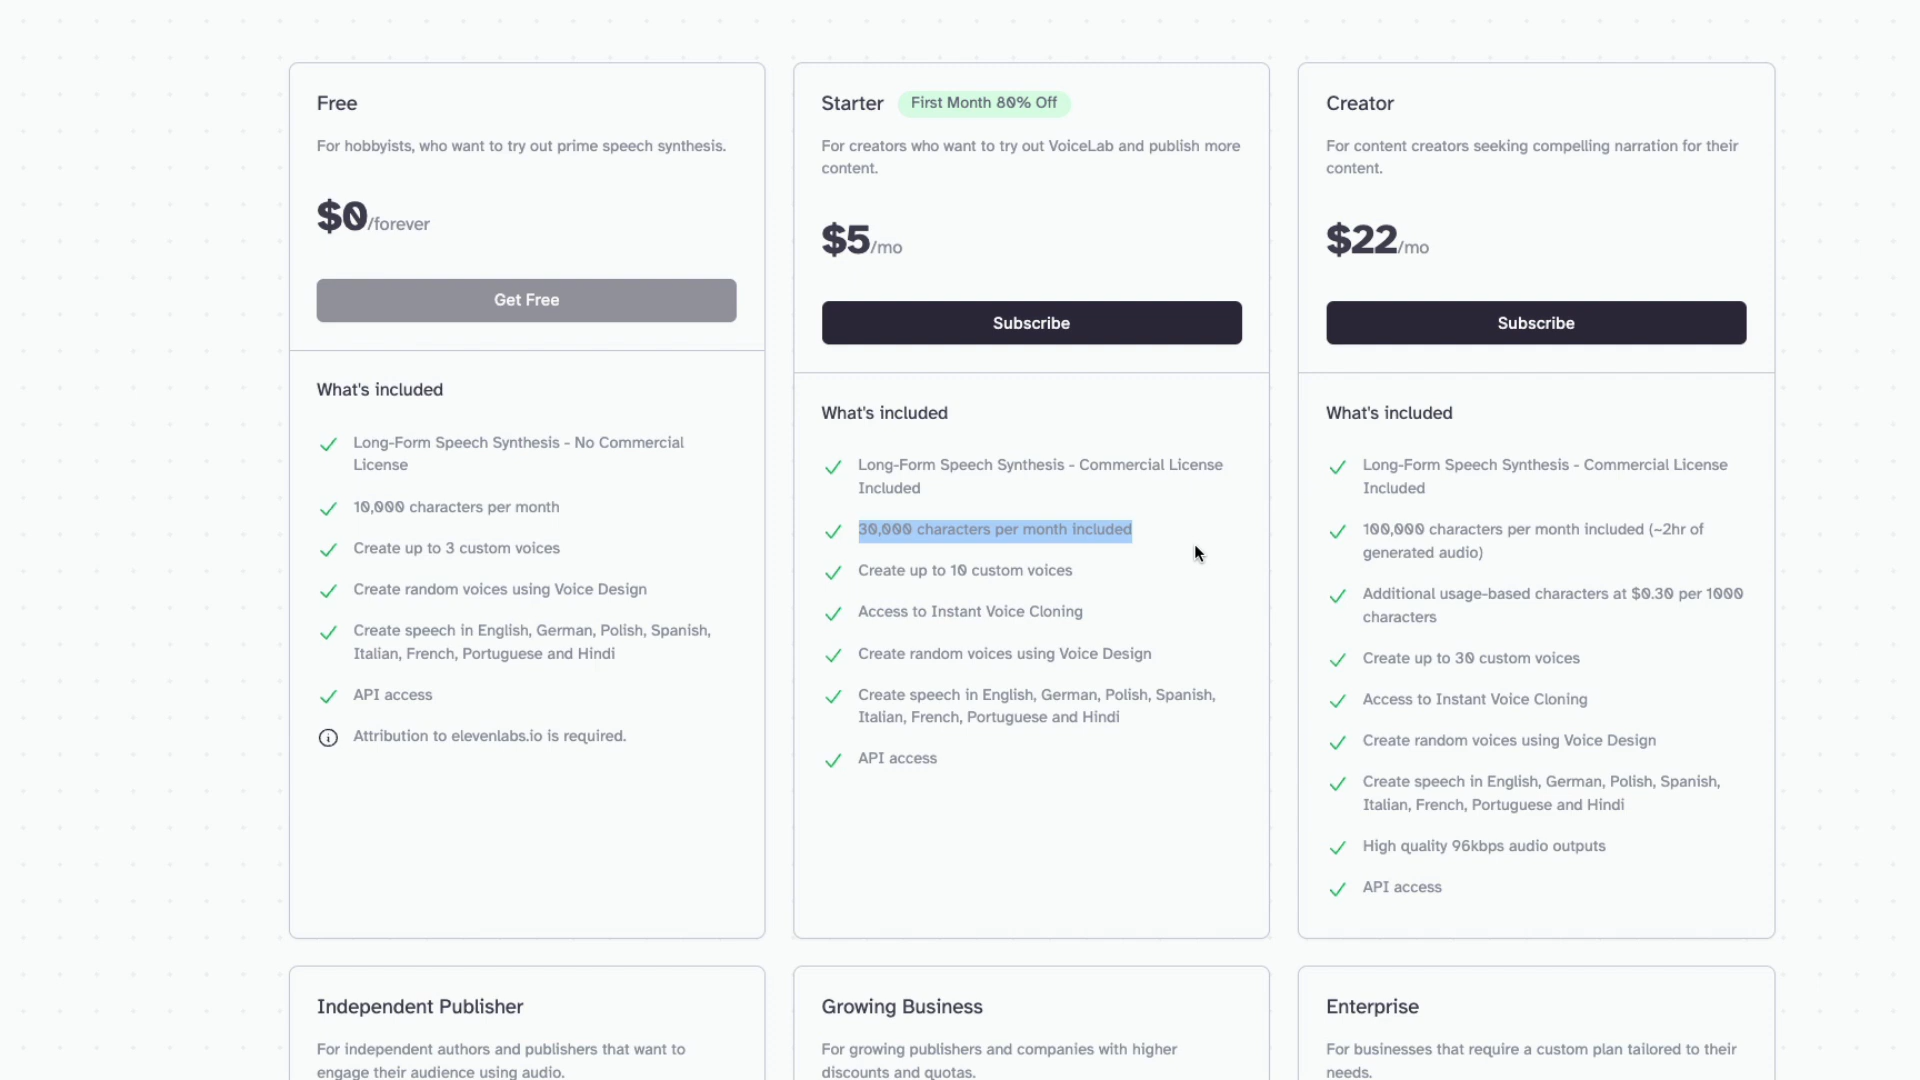 Free
For hobbyists, who want to try out prime speech synthesis.
$0/forever
Get Free
What's included
Long-Form Speech Synthesis - No Commercial
License
10,000 characters per month
Create up to 3 custom voices
Create random voices using Voice Design
Create speech in English, German, Polish, Spanish,
Italian, French, Portuguese and Hindi
API access
Attribution to elevenlabs.io is required.
Starter First Month 80% Off
For creators who want to try out VoiceLab and publish more
content.
$5/mo
Subscribe
What's included
Long-Form Speech Synthesis - Commercial License
Included
30,000 characters per month included
Create up to 10 custom voices
Access to Instant Voice Cloning
Create random voices using Voice Design
Create speech in English, German, Polish, Spanish,
Italian, French, Portuguese and Hindi
API access
Creator
For content creators seeking compelling narration for their
content.
$22/mo
Subscribe
What's included
Long-Form Speech Synthesis - Commercial License
Included
100,000 characters per month included (~2hr of
generated audio)
Additional usage-based characters at $0.30 per 1000
characters
Create up to 30 custom voices
Access to Instant Voice Cloning
Create random voices using Voice Design
Create speech in English, German, Polish, Spanish,
Italian, French, Portuguese and Hindi
High quality 96kbps audio outputs
API access
Independent Publisher
For independent authors and publishers that want to
engage their audience using audio.
Growing Business
For growing publishers and companies with higher
discounts and quotas.
Enterprise
For businesses that require a custom plan tailored to their
needs.